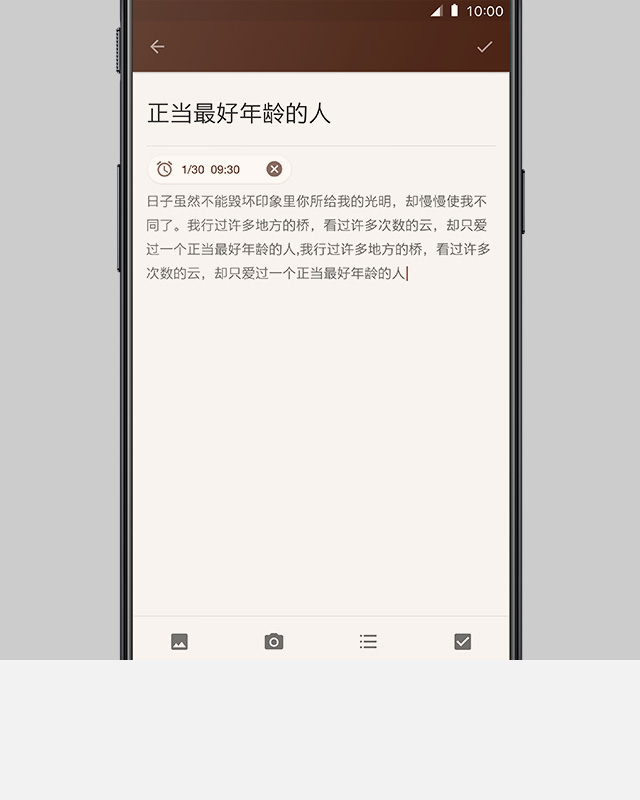 10:00
正当最好年龄的人
1/30 09:30
日子虽然不能毁坏印象里你所给我的光明，却慢慢使我不
同了。我行过许多地方的桥，看过许多次数的云，却只爱
过一个正当最好年龄的人,我行过许多地方的桥，看过许多
次数的云，却只爱过一个正当最好年龄的人